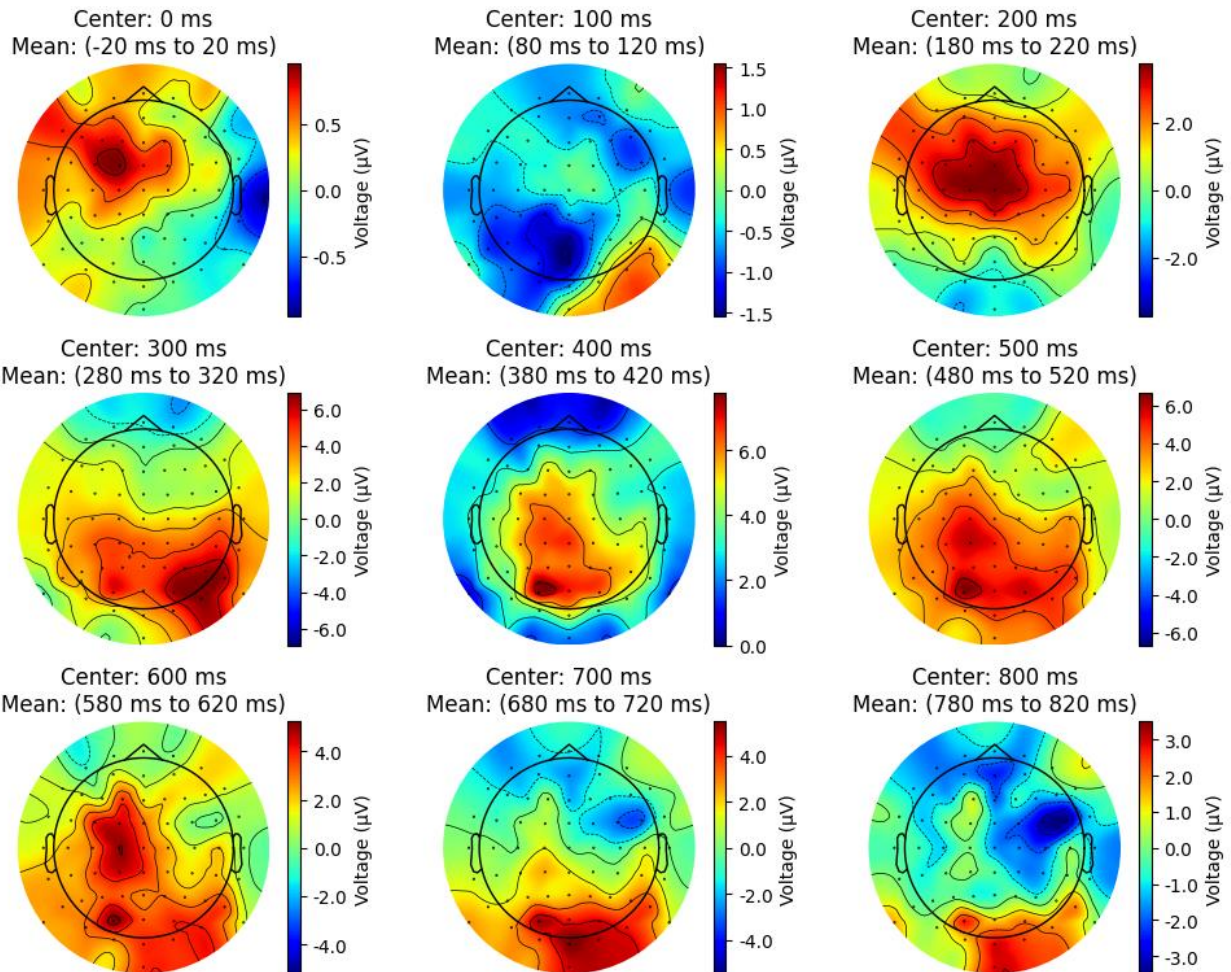 Center: 0 ms
Mean: (-20 ms to 20 ms)
0.5
0.0
-0.5
Voltage (µV)
Center: 100 ms
Mean: (80 ms to 120 ms)
1.5
1.0
0.5
0.0
-0.5
-1.0
-1.5
Voltage (µV)
Center: 200 ms
Mean: (180 ms to 220 ms)
2.0
0.0
-2.0
Voltage (µV)
Center: 300 ms
Mean: (280 ms to 320 ms)
6.0
4.0
2.0
0.0
-2.0
-4.0
-6.0
Voltage (µV)
Center: 400 ms
Mean: (380 ms to 420 ms)
6.0
4.0
2.0
0.0
Voltage (µV)
Center: 500 ms
Mean: (480 ms to 520 ms)
6.0
4.0
2.0
0.0
-2.0
-4.0
-6.0
Voltage (µV)
Center: 600 ms
Mean: (580 ms to 620 ms)
4.0
2.0
0.0
-2.0
-4.0
Voltage (µV)
Center: 700 ms
Mean: (680 ms to 720 ms)
4.0
2.0
0.0
-2.0
-4.0
Voltage (µV)
Center: 800 ms
Mean: (780 ms to 820 ms)
3.0
2.0
1.0
0.0
-1.0
-2.0
-3.0
Voltage (µV)